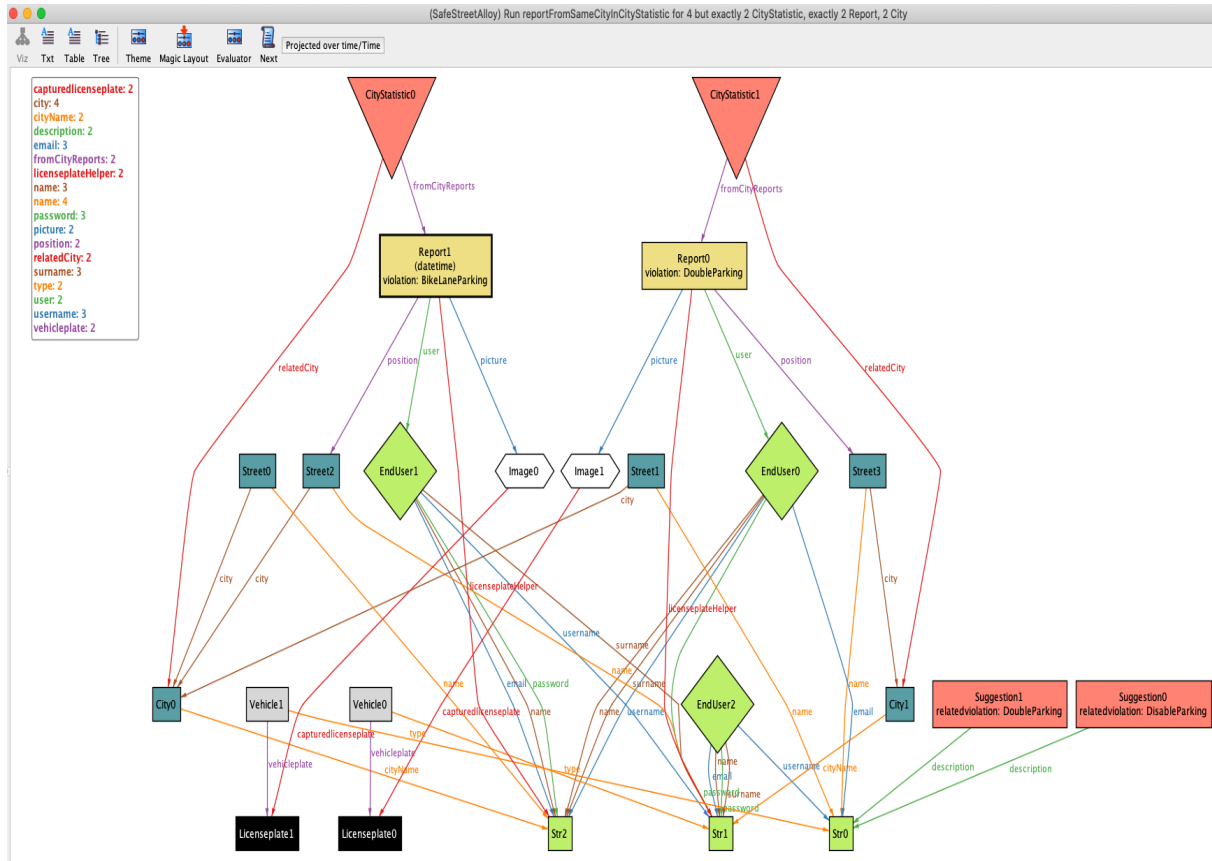 (SafeStreetAlloy) Run reportFromSameCityInCityStatistic for 4 but exactly 2 CityStatistic, exactly 2 Report, 2 City
Viz Txt Table Tree Theme Magic Layout Evaluator Next Projected over time/Time
capturedlicenseplate: 2
city: 4
cityName: 2
description: 2
email: 3
fromCityReports: 2
licenseplateHelper: 2
name: 3
name: 4
password: 3
picture: 2
position: 2
relatedCity: 2
surname: 3
type: 2
user: 2
username: 3
vehicleplate: 2
CityStatistic0 CityStatistic1
fromCityReports fromCityReports
Report1
(datetime)
violation: BikeLaneParking
Report0
violation: DoubleParking
relatedCity position user picture picture user position relatedCity
Street0 Street2 EndUser1 Image0 Image1 Street1 EndUser0 Street3
city
city city licenseplateHelper licenseplateHelper city
username surname
name surname name
email password
name name username name email
capturedlicenseplate capturedlicenseplate
City0 Vehicle1 Vehicle0 EndUser2 City1
Suggestion1
relatedviolation: DoubleParking
Suggestion0
relatedviolation: DisableParking
type
vehicleplate vehicleplate cityName type
name
email
password surname
password
username cityName description description
Licenseplate1 Licenseplate0 Str2 Str1 Str0